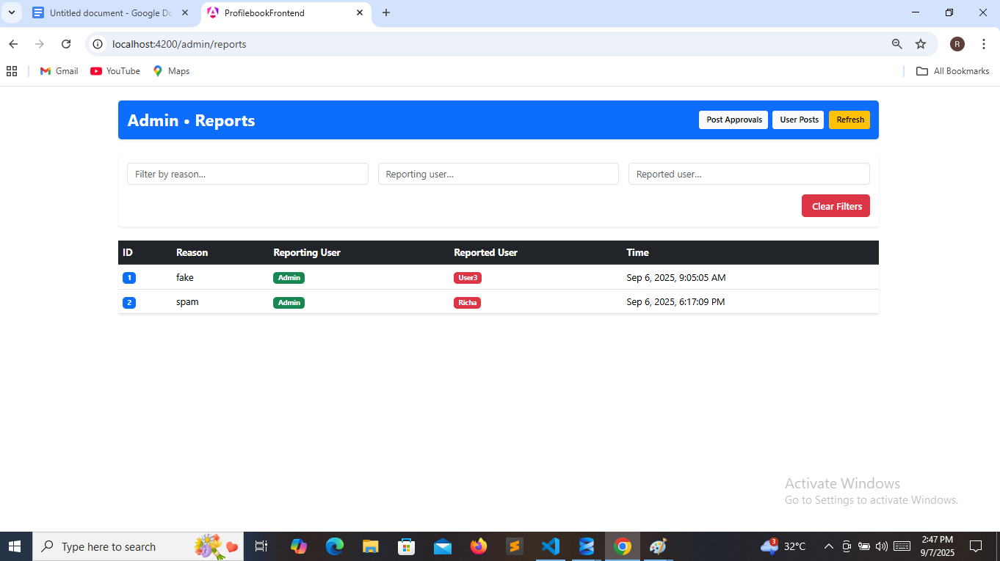 Untitled document - Google Do
ProfilebookFrontend
localhost:4200/admin/reports
R
Gmail
YouTube
Maps
All Bookmarks
Admin • Reports
Post Approvals
User Posts
Refresh
Filter by reason...
Reporting user...
Reported user...
Clear Filters
ID Reason Reporting User Reported User Time
1 fake Admin User3 Sep 6, 2025, 9:05:05 AM
2 spam Admin Richa Sep 6, 2025, 6:17:09 PM
Activate Windows
Go to Settings to activate Windows.
Type here to search
3
32°C
2:47 PM
9/7/2025